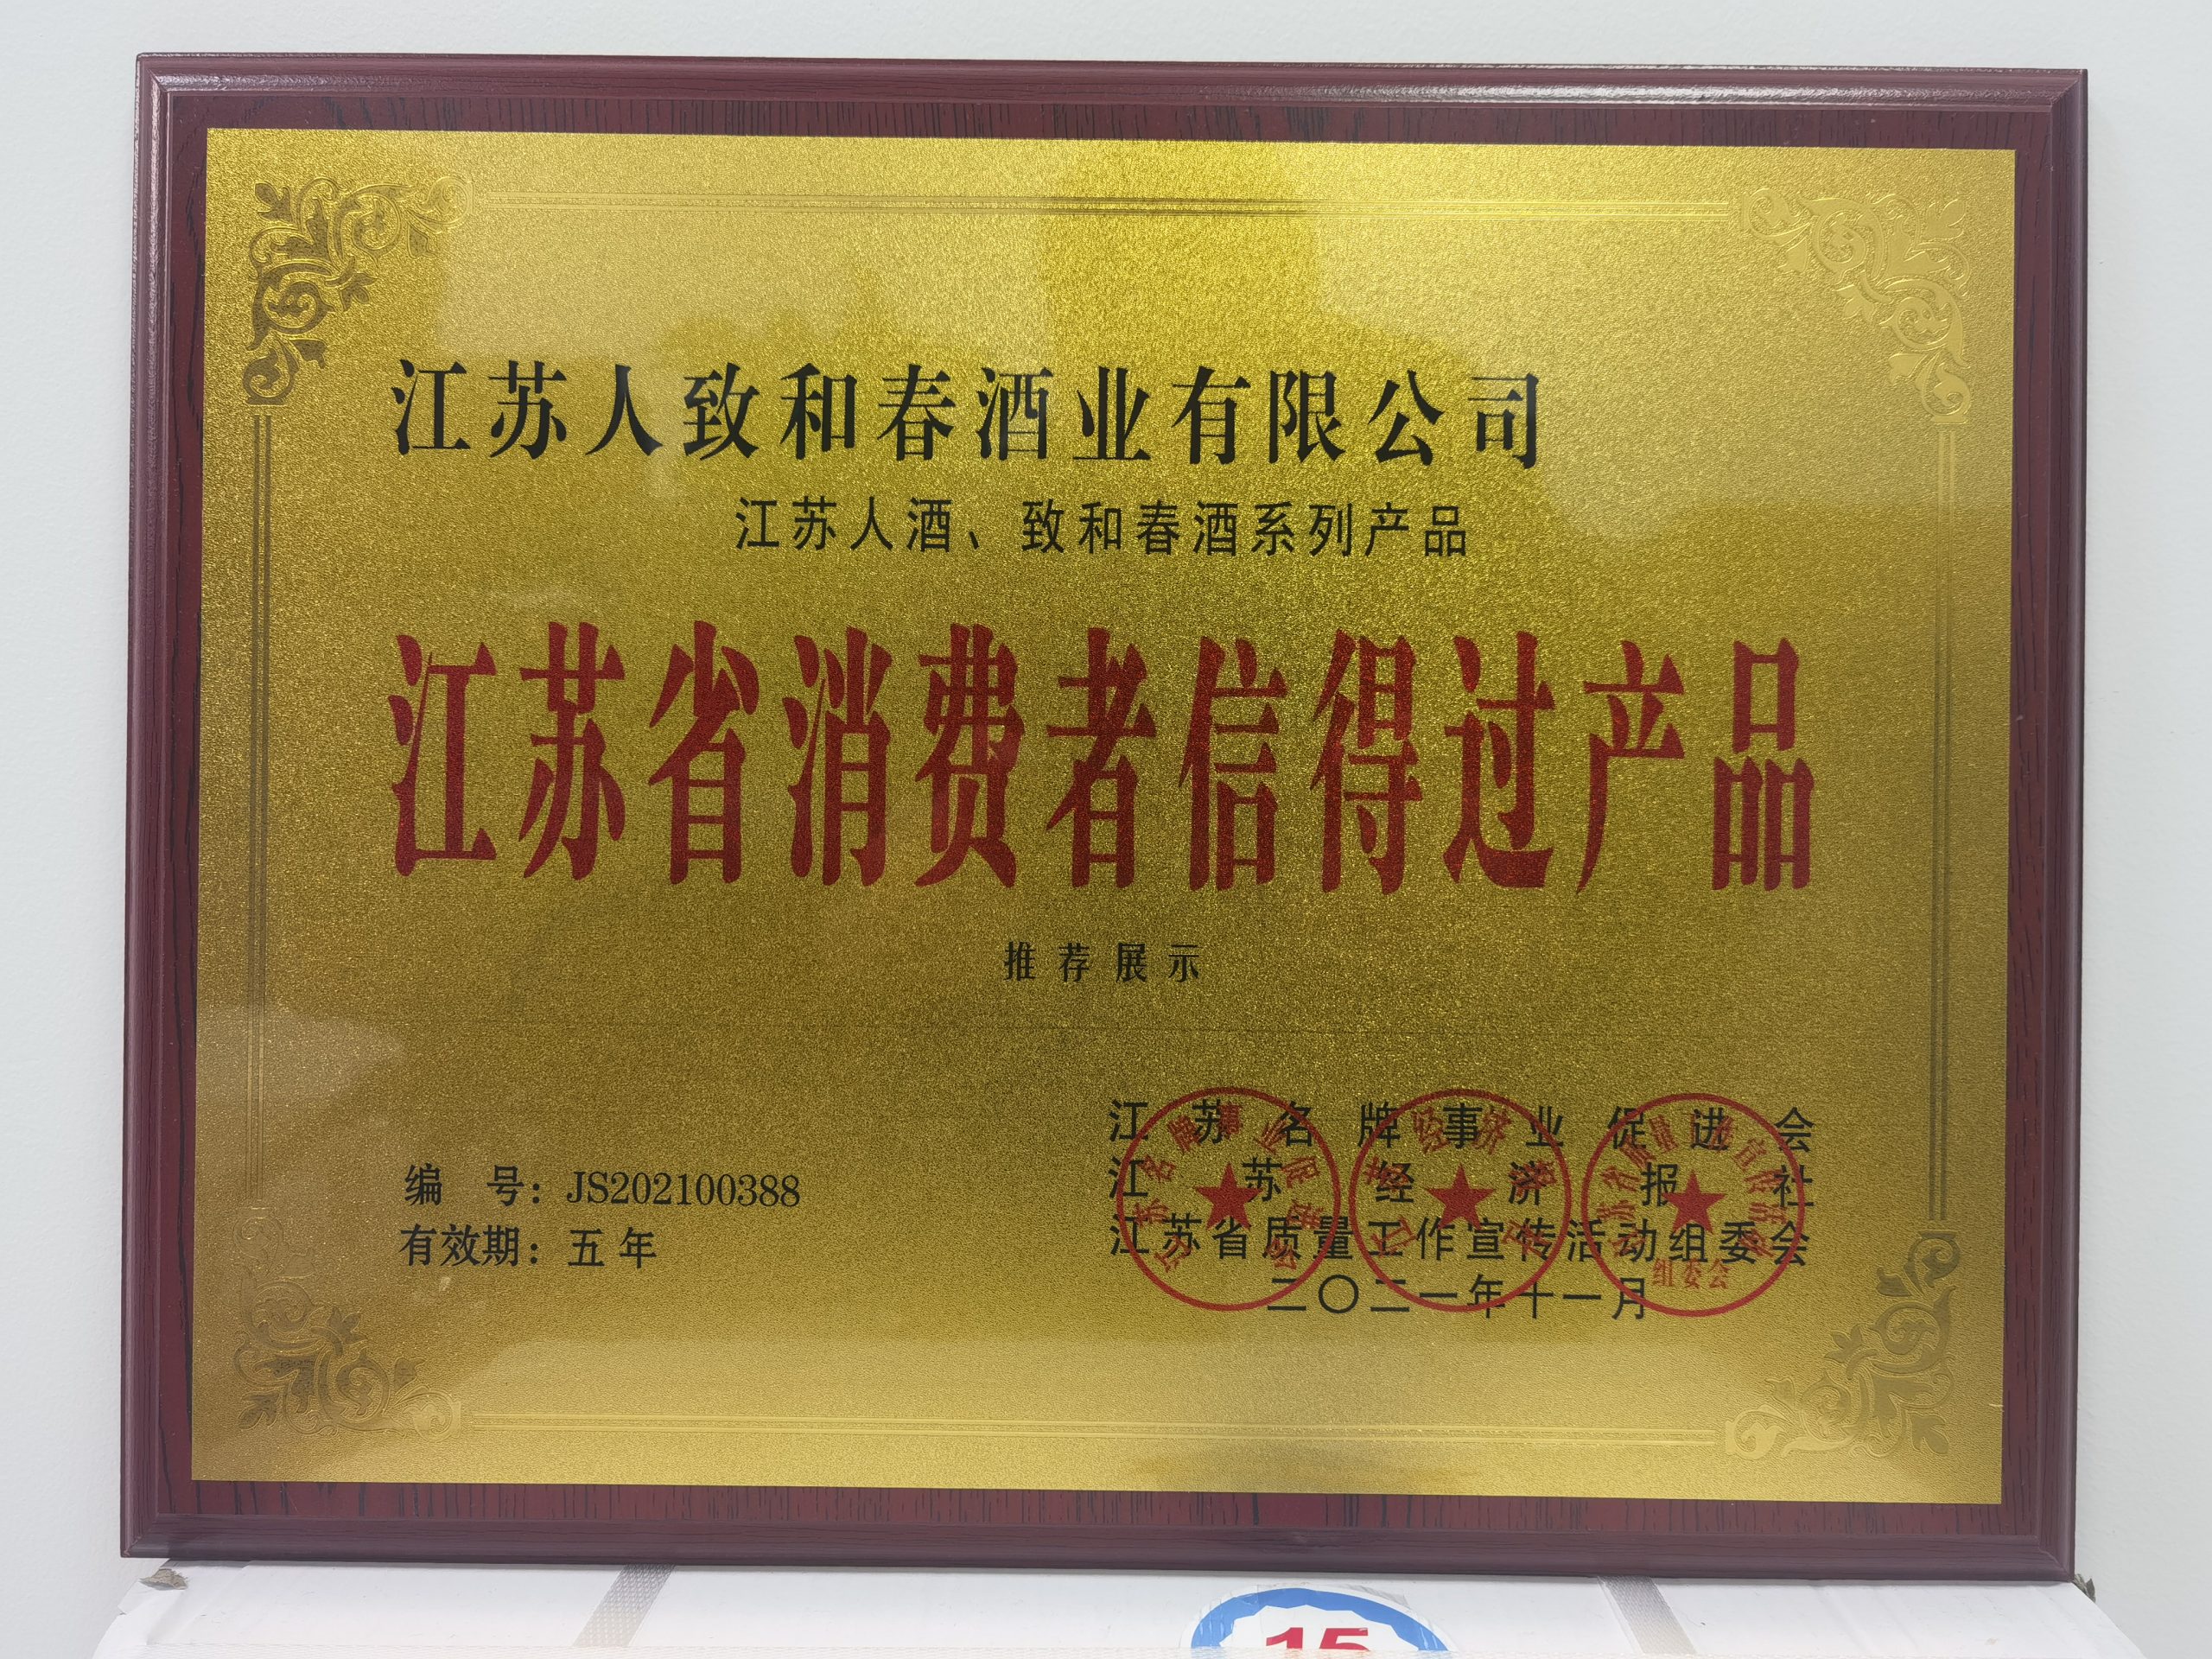 江苏人致和春酒业有限公司
江苏人酒、致和春酒系列产品
江苏省消费者信得过产品
推荐展示
编 号：JS202100388
有效期：五年
江苏名牌事业促进会
江苏经济报社
江苏省质量工作宣传活动组委会
二〇二一年十一月
组委会
15